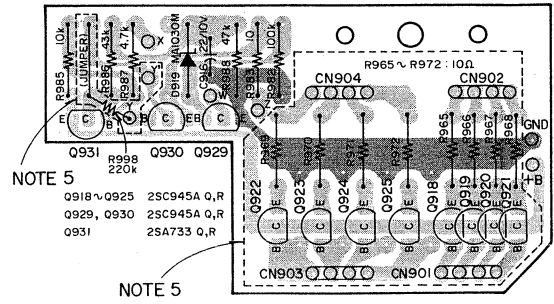 10k
R985
(JUMPER)
43k
R986
4.7k
R987
X
Y
D919 MA1030M
C916 22/10V
W
47k
R988
10
R983
100k
R982
Z
R965~R972:10Ω
CN904
CN902
E C B
Y
B C E
B C E
Q931
R998
220k
Q930
Q929
R969
R970
R971
R972
R965
R966
R967
R968
GND
+B
NOTE 5
Q918~Q925 2SC945A Q,R
Q929, Q930 2SC945A Q,R
Q931 2SA733 Q,R
Q922
Q923
Q924
Q925
Q918
Q919
Q920
Q921
E
C
B
E
C
B
E
C
B
E
C
B
E
C
B
E
C
B
E
C
B
E
C
B
CN903
CN901
NOTE 5